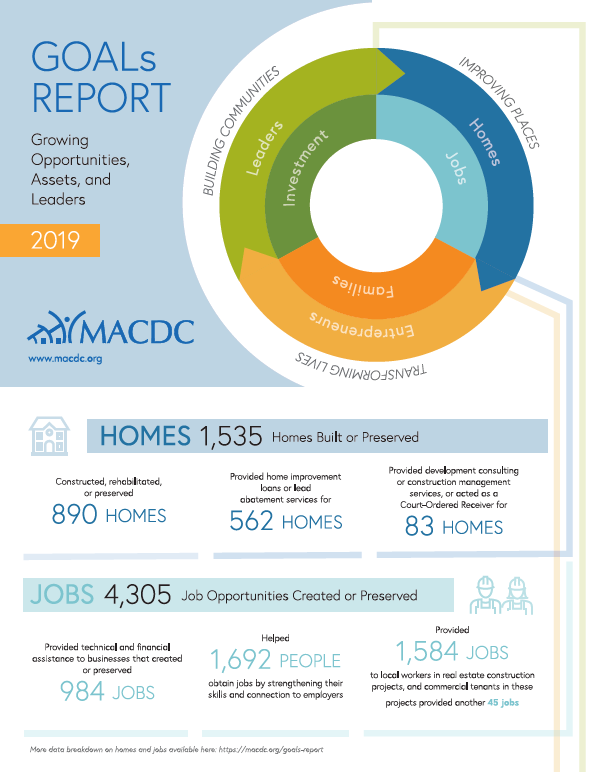 GOALs
REPORT
Growing
Opportunities,
Assets, and
Leaders
2019
MACDC
www.macdc.org
BUILDING COMMUNITIES
IMPROVING PLACES
TRANSFORMING LIVES
Leaders
Investment
Homes
Jobs
Families
Entrepreneurs
HOMES 1,535 Homes Built or Preserved
Constructed, rehabilitated,
or preserved
890 HOMES
Provided home improvement
loans or lead
abatement services for
562 HOMES
Provided development consulting
or construction management
services, or acted as a
Court-Ordered Receiver for
83 HOMES
JOBS 4,305 Job Opportunities Created or Preserved
Provided technical and financial
assistance to businesses that created
or preserved
984 JOBS
Helped
1,692 PEOPLE
obtain jobs by strengthening their
skills and connection to employers
Provided
1,584 JOBS
to local workers in real estate construction
projects, and commercial tenants in these
projects provided another 45 jobs
More data breakdown on homes and jobs available here: https://macdc.org/goals-report